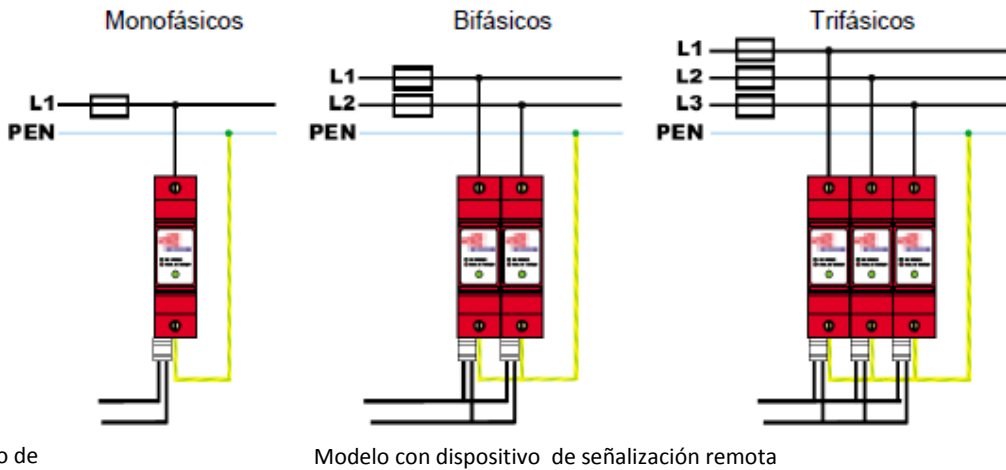 Monofásicos
L1
PEN
Bifásicos
L1
L2
PEN
Trifásicos
L1
L2
L3
PEN
o de
Modelo con dispositivo de señalización remota